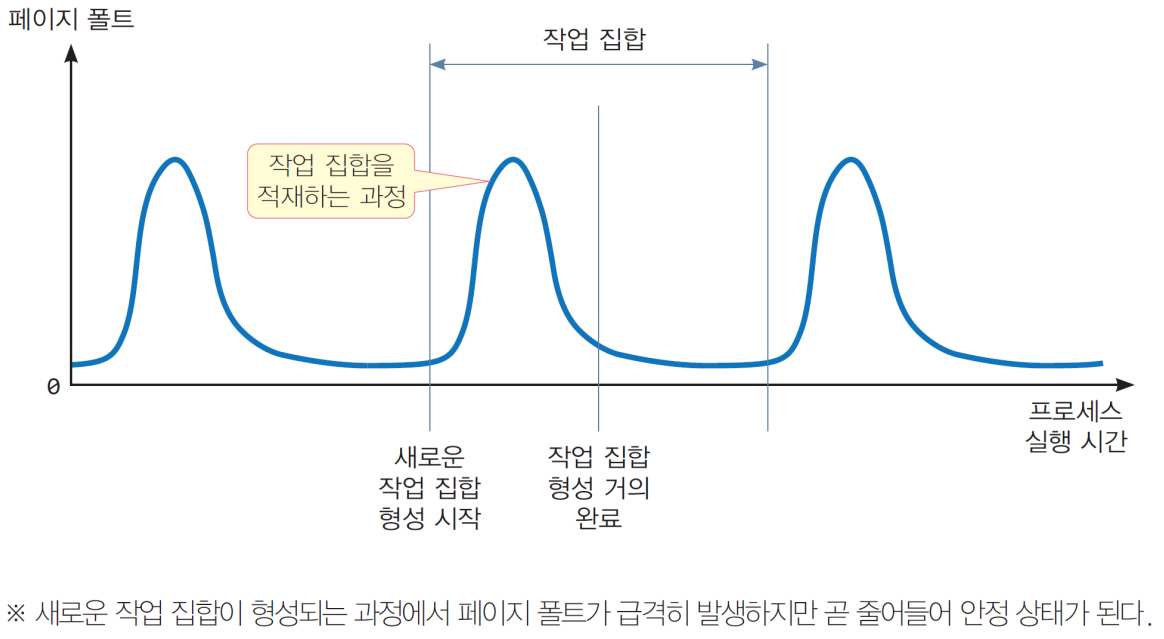 페이지 폴트
작업 집합
작업 집합을
적재하는 과정
0
프로세스
실행 시간
새로운
작업 집합
형성 시작
작업 집합
형성 거의
완료
※ 새로운 작업 집합이 형성되는 과정에서 페이지 폴트가 급격히 발생하지만 곧 줄어들어 안정 상태가 된다.